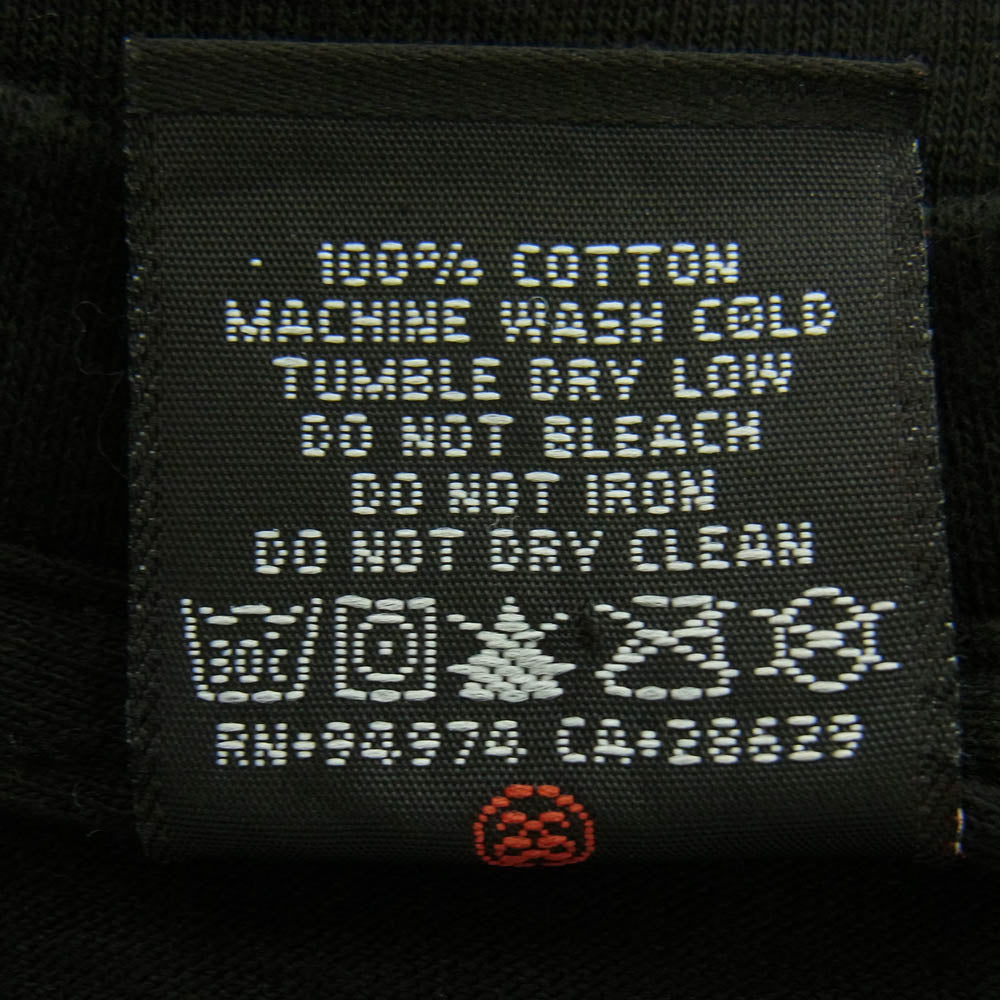 100% COTTON
MACHINE WASH COLD
TUMBLE DRY LOW
DO NOT BLEACH
DO NOT IRON
DO NOT DRY CLEAN
30C
RN•94974 CA•28629